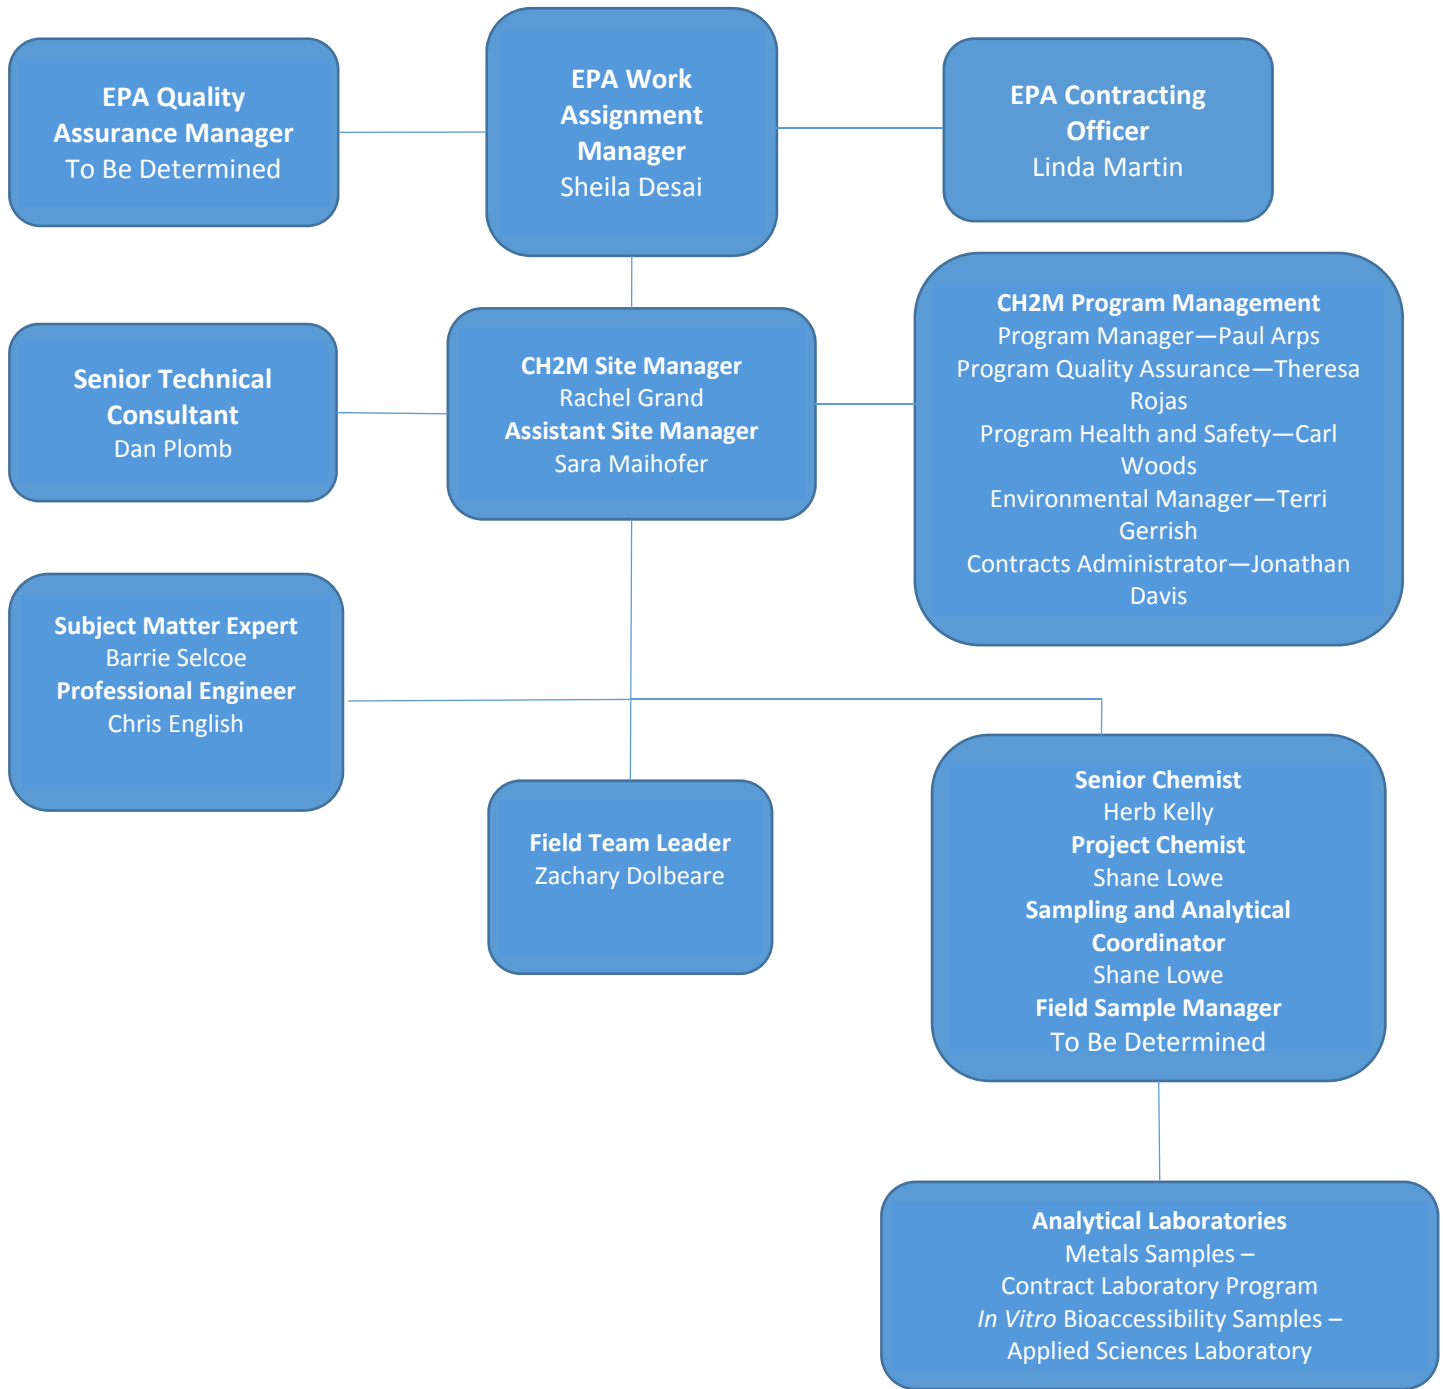 EPA Quality
Assurance Manager
To Be Determined
EPA Work
Assignment
Manager
Sheila Desai
EPA Contracting
Officer
Linda Martin
Senior Technical
Consultant
Dan Plomb
CH2M Site Manager
Rachel Grand
Assistant Site Manager
Sara Maihofer
CH2M Program Management
Program Manager—Paul Arps
Program Quality Assurance—Theresa
Rojas
Program Health and Safety—Carl
Woods
Environmental Manager—Terri
Gerrish
Contracts Administrator—Jonathan
Davis
Subject Matter Expert
Barrie Selcoe
Professional Engineer
Chris English
Field Team Leader
Zachary Dolbeare
Senior Chemist
Herb Kelly
Project Chemist
Shane Lowe
Sampling and Analytical
Coordinator
Shane Lowe
Field Sample Manager
To Be Determined
Analytical Laboratories
Metals Samples –
Contract Laboratory Program
In Vitro Bioaccessibility Samples –
Applied Sciences Laboratory